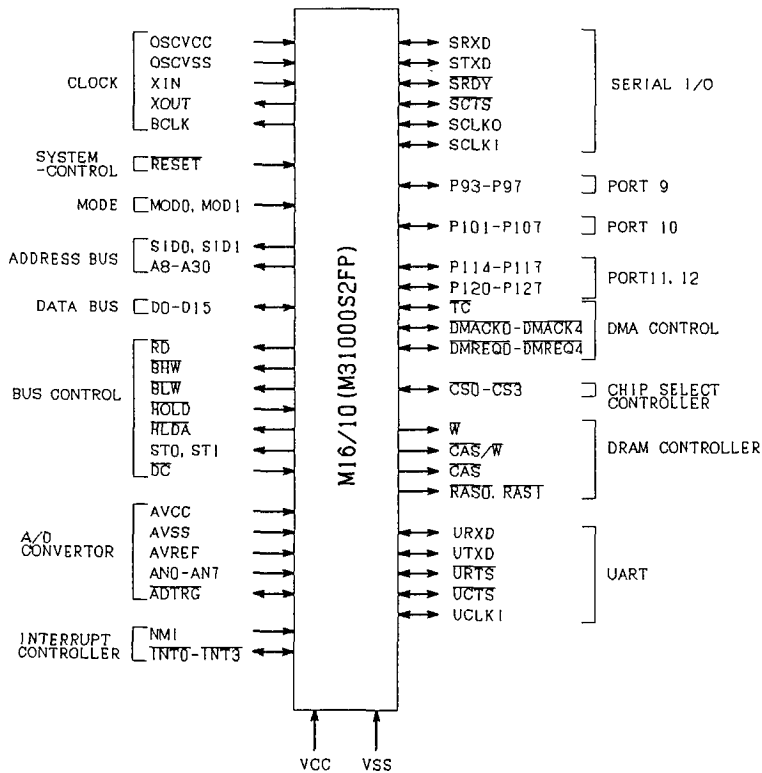 CLOCK
OSCVCC
OSCVSS
XIN
XOUT
BCLK
SYSTEM
-CONTROL
RESET
MODE
MOD0, MOD1
ADDRESS BUS
SID0, SID1
A8-A30
DATA BUS
D0-D15
BUS CONTROL
RD
BHW
BLW
HOLD
HLDA
ST0, ST1
DC
A/D
CONVERTOR
AVCC
AVSS
AVREF
AN0-AN7
ADTRG
INTERRUPT
CONTROLLER
NMI
INT0-INT3
M16/10 (M31000S2FP)
VCC
VSS
SRXD
STXD
SRDY
SCTS
SCLKO
SCLKI
SERIAL I/O
P93-P97
PORT 9
P101-P107
PORT 10
P114-P117
P120-P127
PORT11, 12
TC
DMACK0-DMACK4
DMREQ0-DMREQ4
DMA CONTROL
CS0-CS3
CHIP SELECT
CONTROLLER
W
CAS/W
CAS
RAS0, RAS1
DRAM CONTROLLER
URXD
UTXD
URTS
UCTS
UCLKI
UART